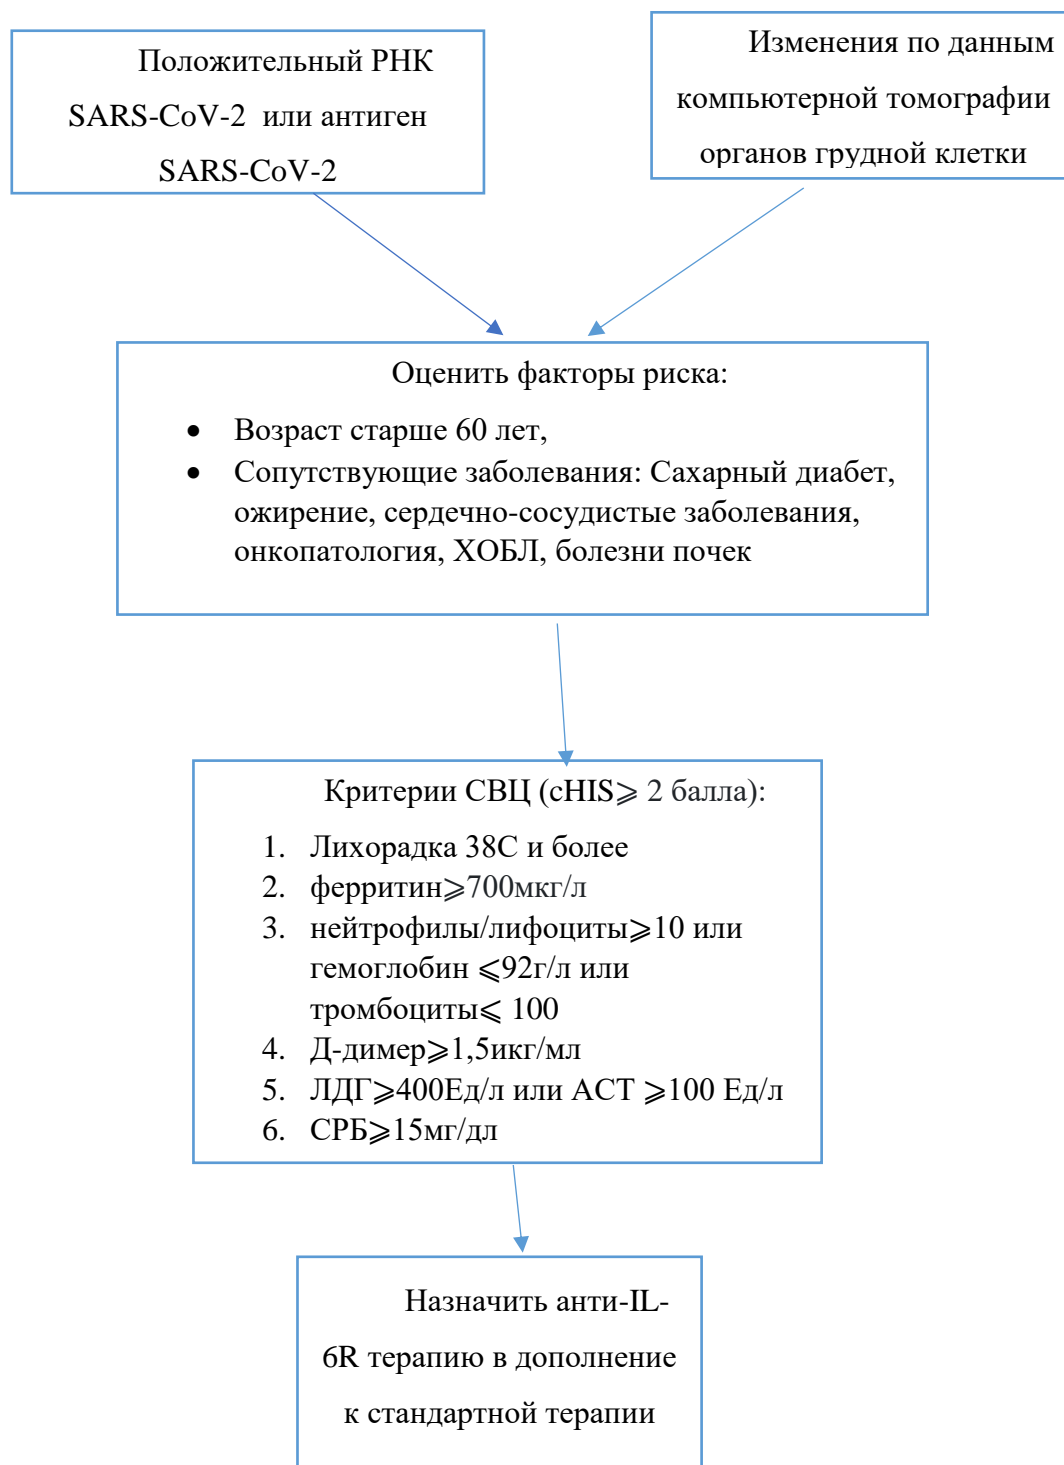 Положительный РНК
SARS-CoV-2 или антиген
SARS-CoV-2
Изменения по данным
компьютерной томографии
органов грудной клетки
Оценить факторы риска:
• Возраст старше 60 лет,
• Сопутствующие заболевания: Сахарный диабет,
ожирение, сердечно-сосудистые заболевания,
онкопатология, ХОБЛ, болезни почек
Критерии СВЦ (cHIS⩾ 2 балла):
1. Лихорадка 38С и более
2. ферритин⩾700мкг/л
3. нейтрофилы/лифоциты⩾10 или
гемоглобин ⩽92г/л или
тромбоциты⩽ 100
4. Д-димер⩾1,5икг/мл
5. ЛДГ⩾400Ед/л или АСТ ⩾100 Ед/л
6. СРБ⩾15мг/дл
Назначить анти-IL-
6R терапию в дополнение
к стандартной терапии